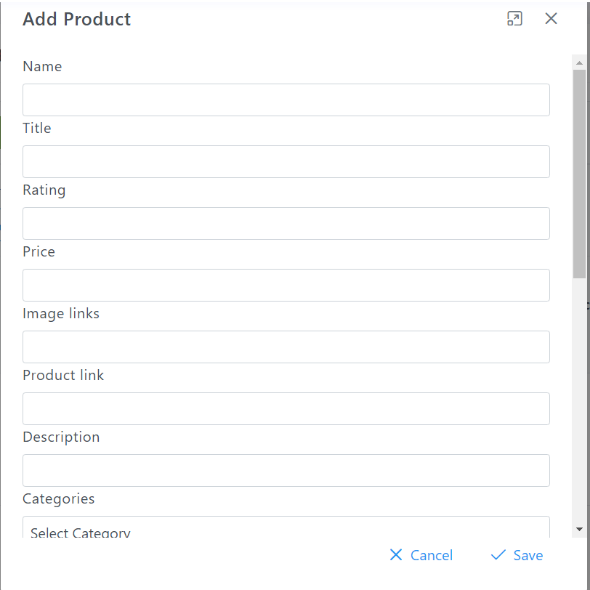 Add Product
Name
Title
Rating
Price
Image links
Product link
Description
Categories
Select Category
Cancel
Save